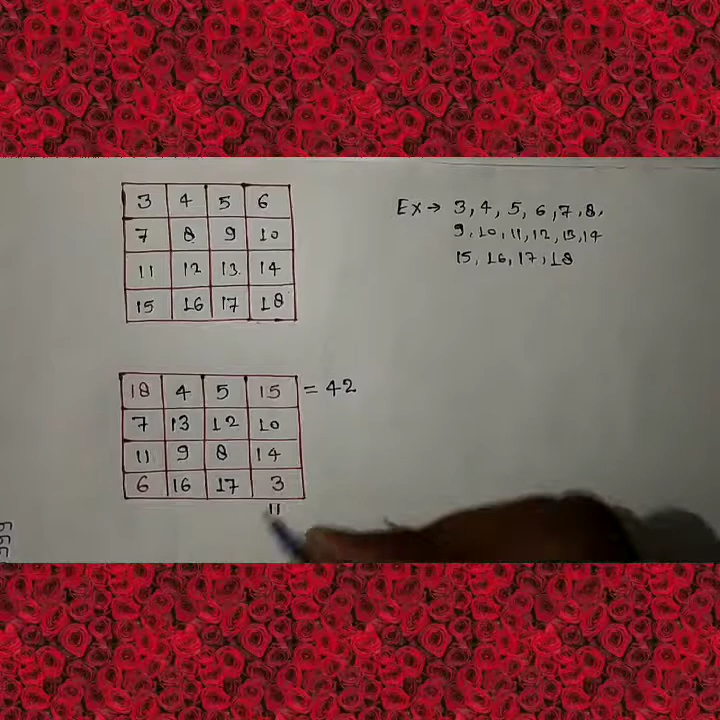 3 4 5 6
7 8 9 10
11 12 13 14
15 16 17 18
Ex → 3, 4, 5, 6, 7, 8,
9, 10, 11, 12, 13, 14
15, 16, 17, 18
18 4 5 15 = 42
7 13 12 10
11 9 8 14
6 16 17 3